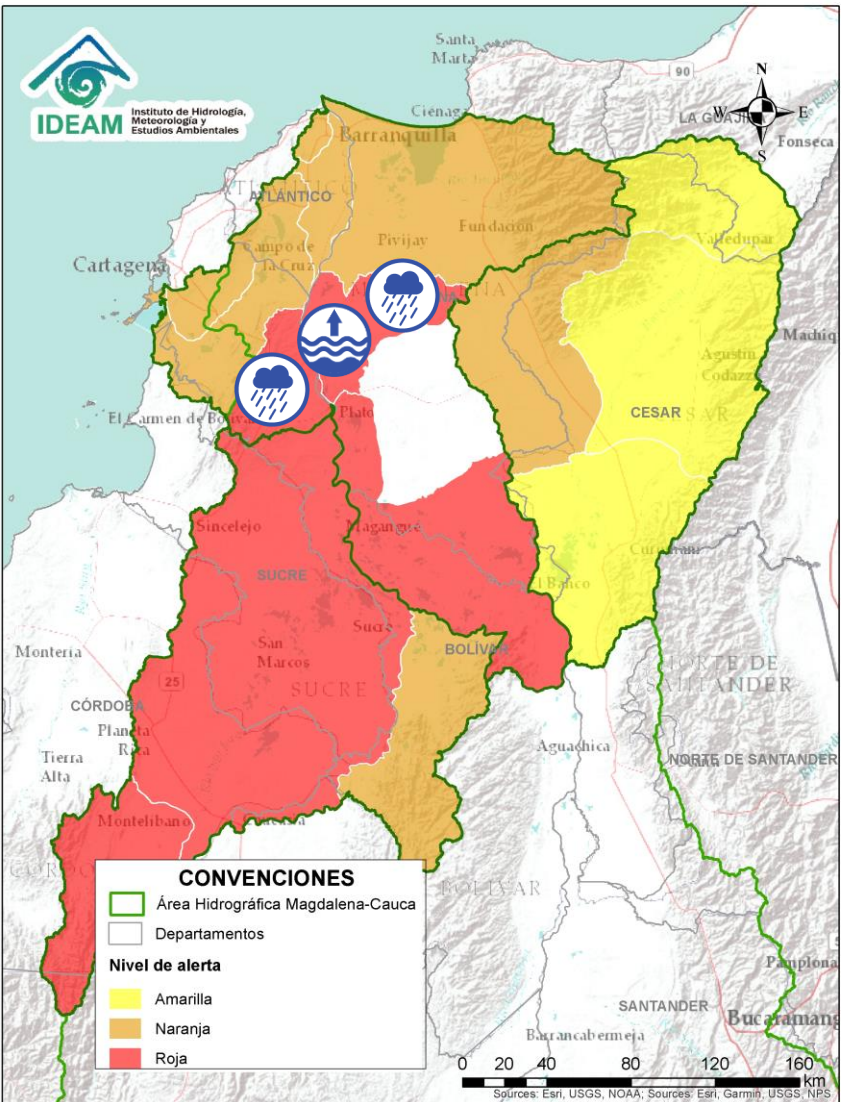 IDEAM
Instituto de Hidrología,
Meteorología y
Estudios Ambientales
Santa
Marta
90
N
W
E
S
Ciénaga
LA GUAJIRA
Fonseca
Barranquilla
ATLÁNTICO
Fundación
Pivijay
Campo de
la Cruz
Valledupar
Cartagena
Agustín
Codazzi
CESAR
El Carmen de Bolívar
Plato
Sincelejo
Magangué
SUCRE
El Banco
Sucre
BOLÍVAR
San
Marcos
SUCRE
Montería
25
NORTE DE
SANTANDER
CÓRDOBA
Planeta
Rica
Tierra
Alta
Aguachica
NORTE DE SANTANDER
Montelíbano
BOLÍVAR
CONVENCIONES
Área Hidrográfica Magdalena-Cauca
Departamentos
Nivel de alerta
Amarilla
Naranja
Roja
Pamplona
SANTANDER
Bucaramang
Barrancabermeja
0 20 40 80 120 160
km
Sources: Esri, USGS, NOAA; Sources: Esri, Garmin, USGS, NPS